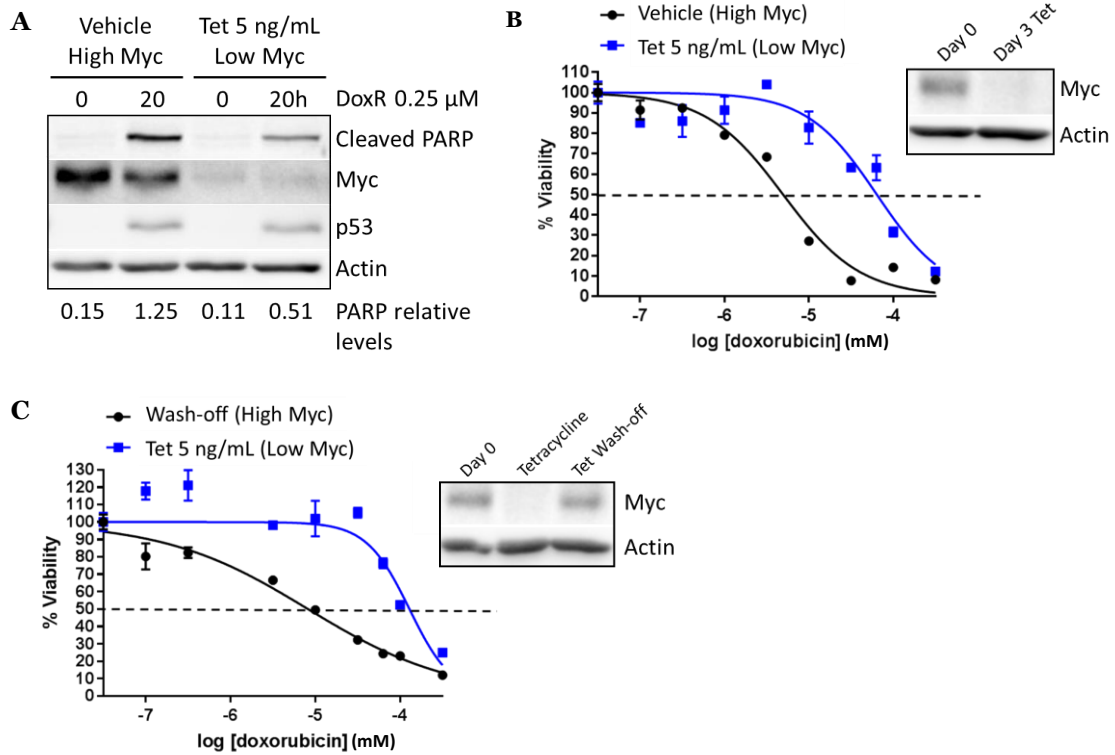 A
Vehicle
High Myc
Tet 5 ng/mL
Low Myc
0 20 0 20h DoxR 0.25 µM
Cleaved PARP
Myc
p53
Actin
0.15 1.25 0.11 0.51 PARP relative
levels
B
Vehicle (High Myc)
Tet 5 ng/mL (Low Myc)
110
100
90
80
70
60
50
40
30
20
10
0
% Viability
-7 -6 -5 -4
log [doxorubicin] (mM)
Day 0
Day 3 Tet
Myc
Actin
C
Wash-off (High Myc)
Tet 5 ng/mL (Low Myc)
130
120
110
100
90
80
70
60
50
40
30
20
10
0
% Viability
-7 -6 -5 -4
log [doxorubicin] (mM)
Day 0
Tetracycline
Tet Wash-off
Myc
Actin